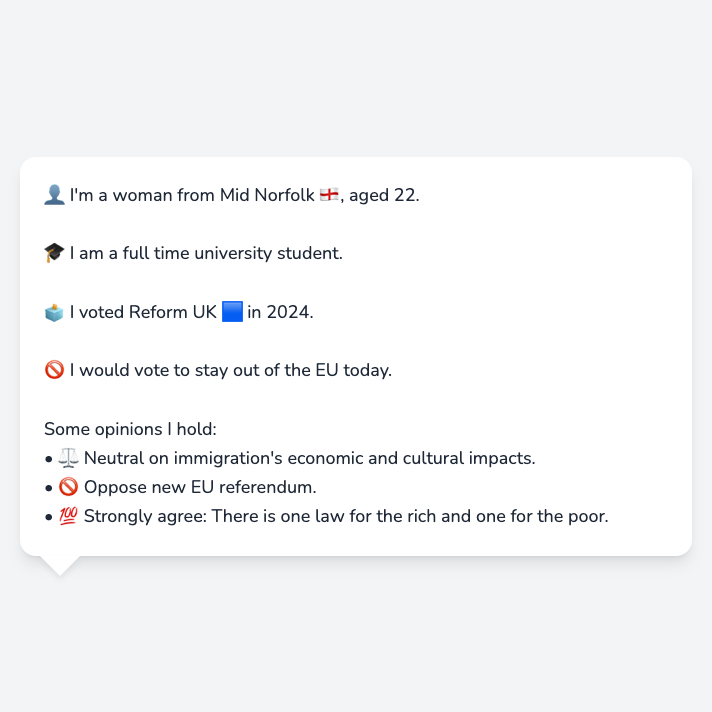 👤 I'm a woman from Mid Norfolk 🏴󠁧󠁢󠁥󠁮󠁧󠁿, aged 22.
🎓 I am a full time university student.
🗳️ I voted Reform UK 🟦 in 2024.
🚫 I would vote to stay out of the EU today.
Some opinions I hold:
• ⚖️ Neutral on immigration's economic and cultural impacts.
• 🚫 Oppose new EU referendum.
• 💯 Strongly agree: There is one law for the rich and one for the poor.